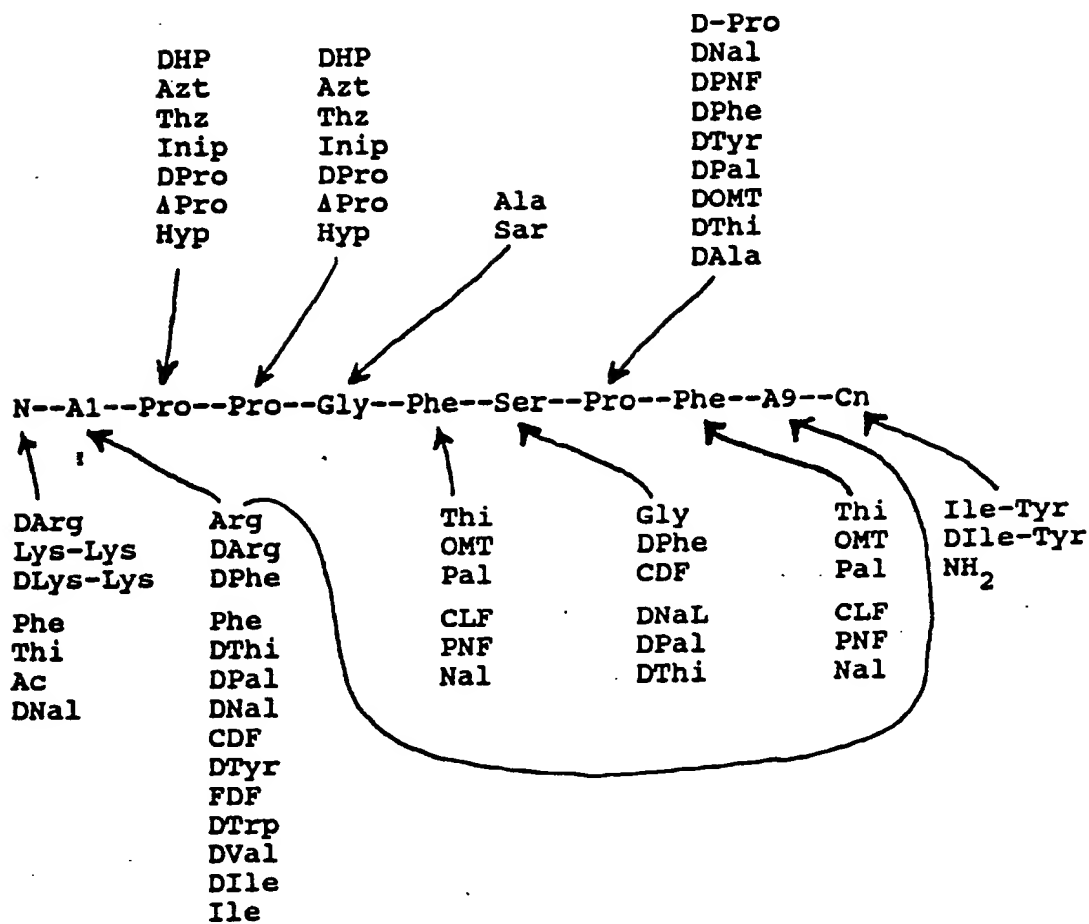 D-Pro
DNal
DPNF
DPhe
DTyr
DPal
DOMT
DThi
DAla
DHP
Azt
Thz
Inip
DPro
ΔPro
Hyp
DHP
Azt
Thz
Inip
DPro
ΔPro
Hyp
Ala
Sar
N--A1--Pro--Pro--Gly--Phe--Ser--Pro--Phe--A9--Cn
DArg
Lys-Lys
DLys-Lys
Phe
Thi
Ac
DNal
Arg
DArg
DPhe
Phe
DThi
DPal
DNal
CDF
DTyr
FDF
DTrp
DVal
DIle
Ile
Thi
OMT
Pal
CLF
PNF
Nal
Gly
DPhe
CDF
DNaL
DPal
DThi
Thi
OMT
Pal
CLF
PNF
Nal
Ile-Tyr
DIle-Tyr
NH2